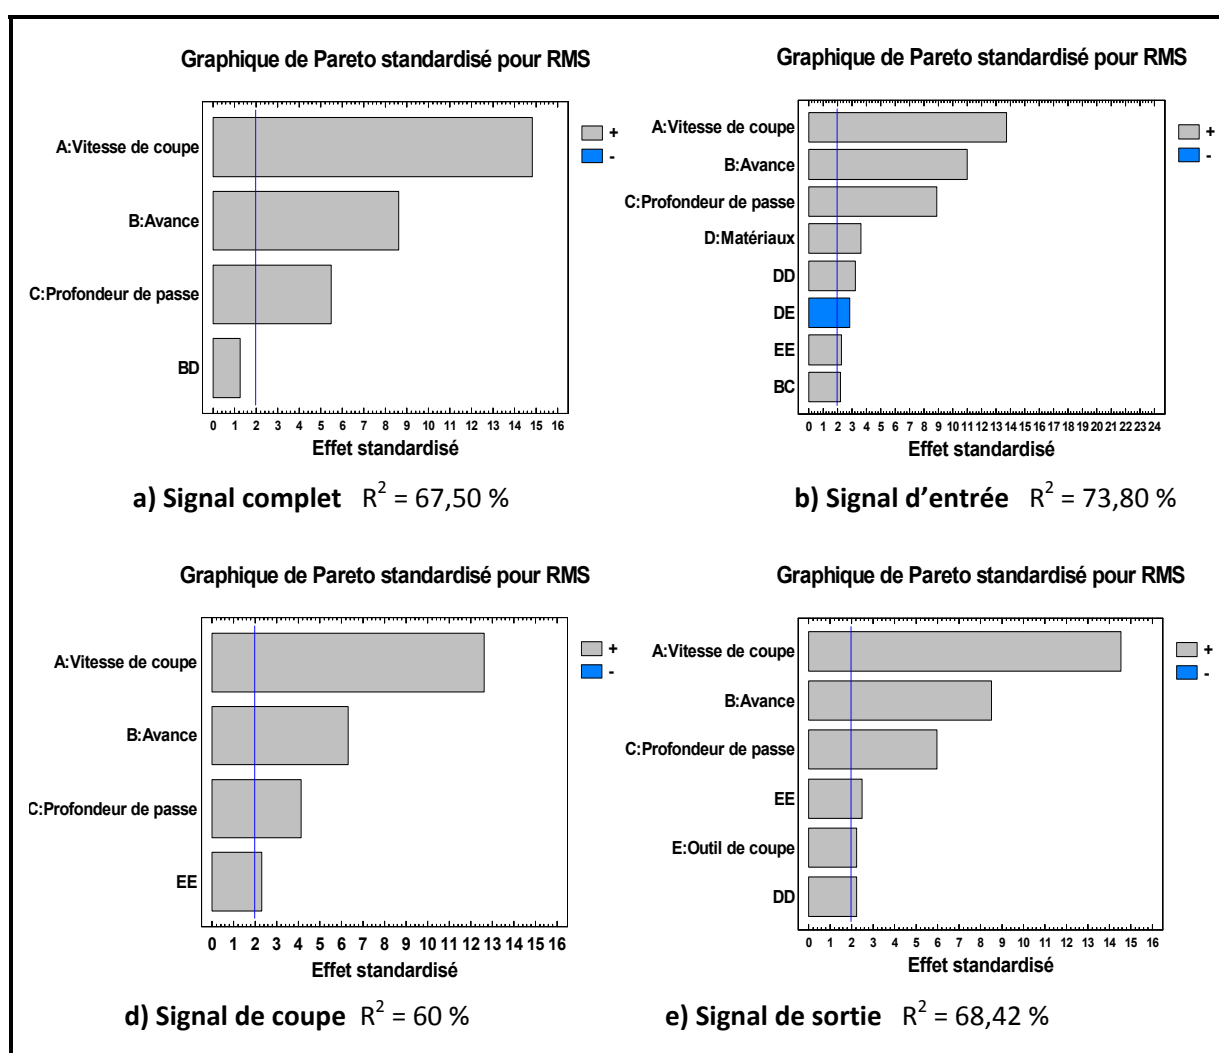 Graphique de Pareto standardisé pour RMS
A:Vitesse de coupe
B:Avance
C:Profondeur de passe
BD
0 1 2 3 4 5 6 7 8 9 10 11 12 13 14 15 16
Effet standardisé
+
-
a) Signal complet R² = 67,50 %
Graphique de Pareto standardisé pour RMS
A:Vitesse de coupe
B:Avance
C:Profondeur de passe
D:Matériaux
DD
DE
EE
BC
0 1 2 3 4 5 6 7 8 9 10 11 12 13 14 15 16 17 18 19 20 21 22 23 24
Effet standardisé
+
-
b) Signal d’entrée R² = 73,80 %
Graphique de Pareto standardisé pour RMS
A:Vitesse de coupe
B:Avance
C:Profondeur de passe
EE
0 1 2 3 4 5 6 7 8 9 10 11 12 13 14 15 16
Effet standardisé
+
-
d) Signal de coupe R² = 60 %
Graphique de Pareto standardisé pour RMS
A:Vitesse de coupe
B:Avance
C:Profondeur de passe
EE
E:Outil de coupe
DD
0 1 2 3 4 5 6 7 8 9 10 11 12 13 14 15 16
Effet standardisé
+
-
e) Signal de sortie R² = 68,42 %